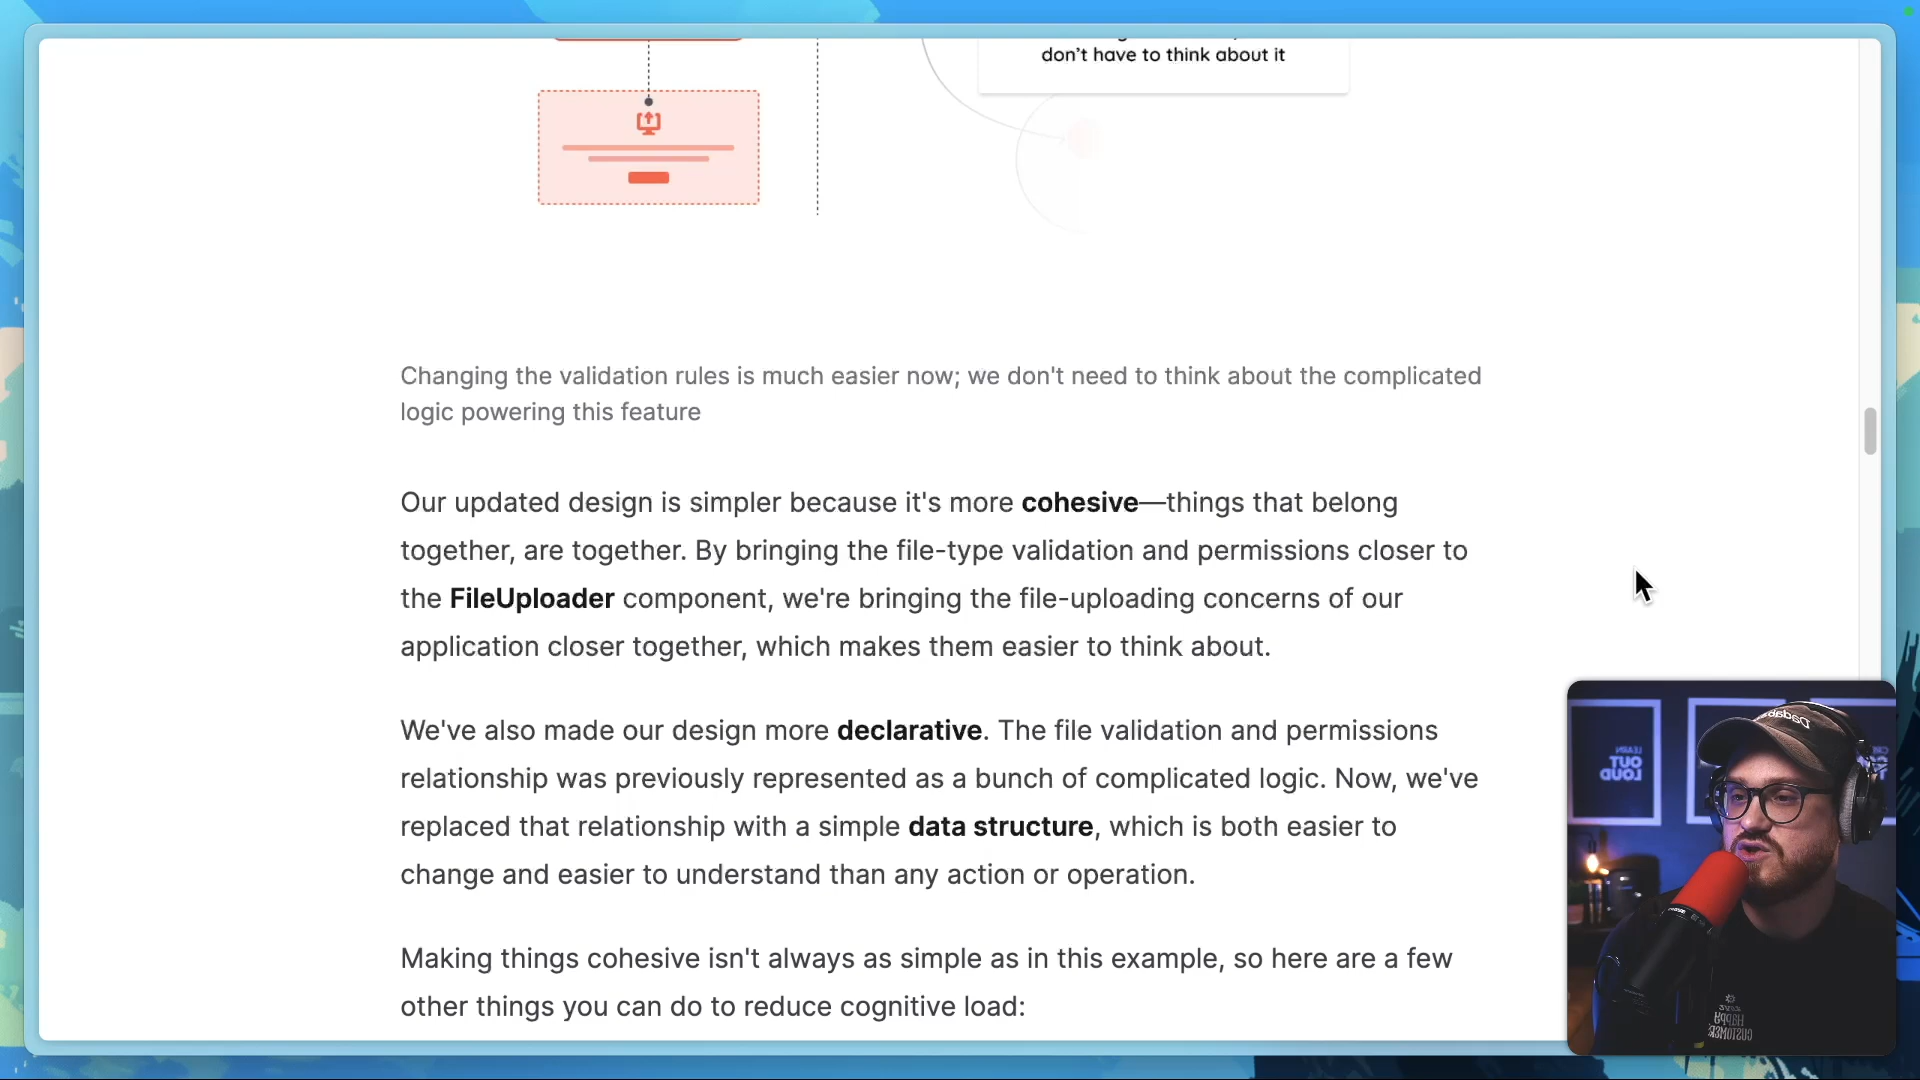 don't have to think about it
Changing the validation rules is much easier now; we don't need to think about the complicated
logic powering this feature
Our updated design is simpler because it's more cohesive—things that belong
together, are together. By bringing the file-type validation and permissions closer to
the FileUploader component, we're bringing the file-uploading concerns of our
application closer together, which makes them easier to think about.
We've also made our design more declarative. The file validation and permissions
relationship was previously represented as a bunch of complicated logic. Now, we've
replaced that relationship with a simple data structure, which is both easier to
change and easier to understand than any action or operation.
Making things cohesive isn't always as simple as in this example, so here are a few
other things you can do to reduce cognitive load:
LEARN
OUT
LOUD
HAPPY
CUSTOMERS